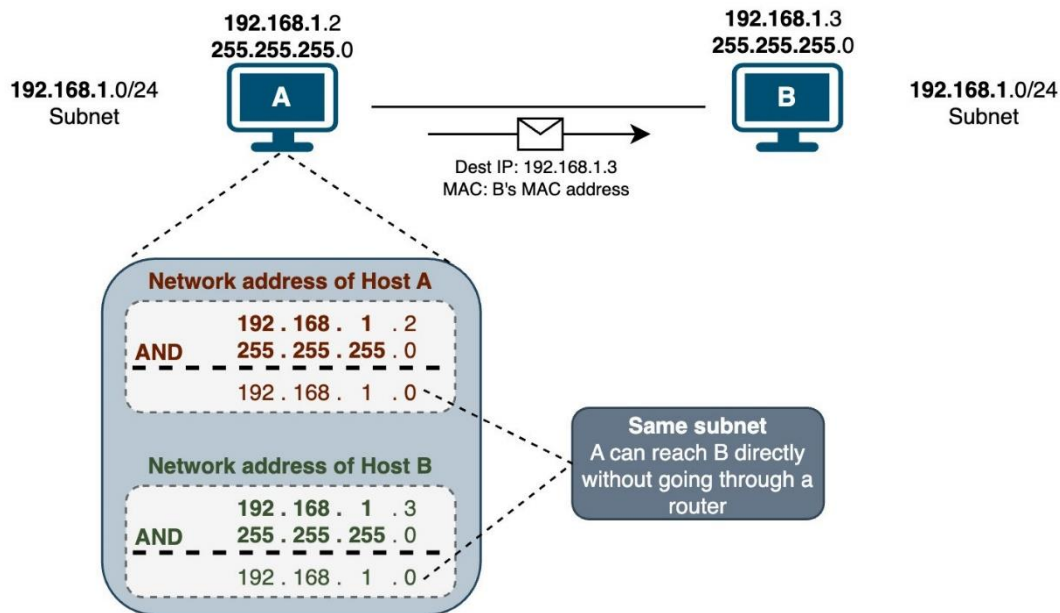 192.168.1.2
255.255.255.0
192.168.1.0/24
Subnet
A
192.168.1.3
255.255.255.0
B
192.168.1.0/24
Subnet
Dest IP: 192.168.1.3
MAC: B's MAC address
Network address of Host A
192 . 168 . 1 . 2
AND 255 . 255 . 255 . 0
192 . 168 . 1 . 0
Same subnet
A can reach B directly
without going through a
router
Network address of Host B
192 . 168 . 1 . 3
AND 255 . 255 . 255 . 0
192 . 168 . 1 . 0